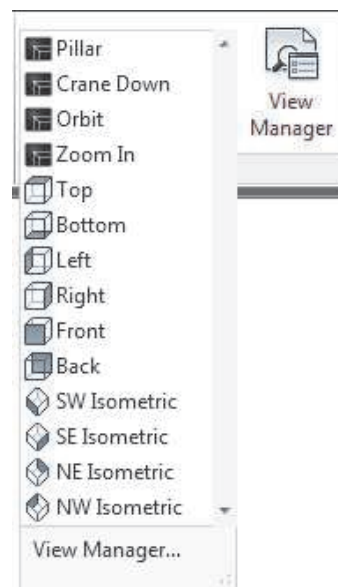 Pillar
Crane Down
Orbit
Zoom In
Top
Bottom
Left
Right
Front
Back
SW Isometric
SE Isometric
NE Isometric
NW Isometric
View Manager...
View
Manager